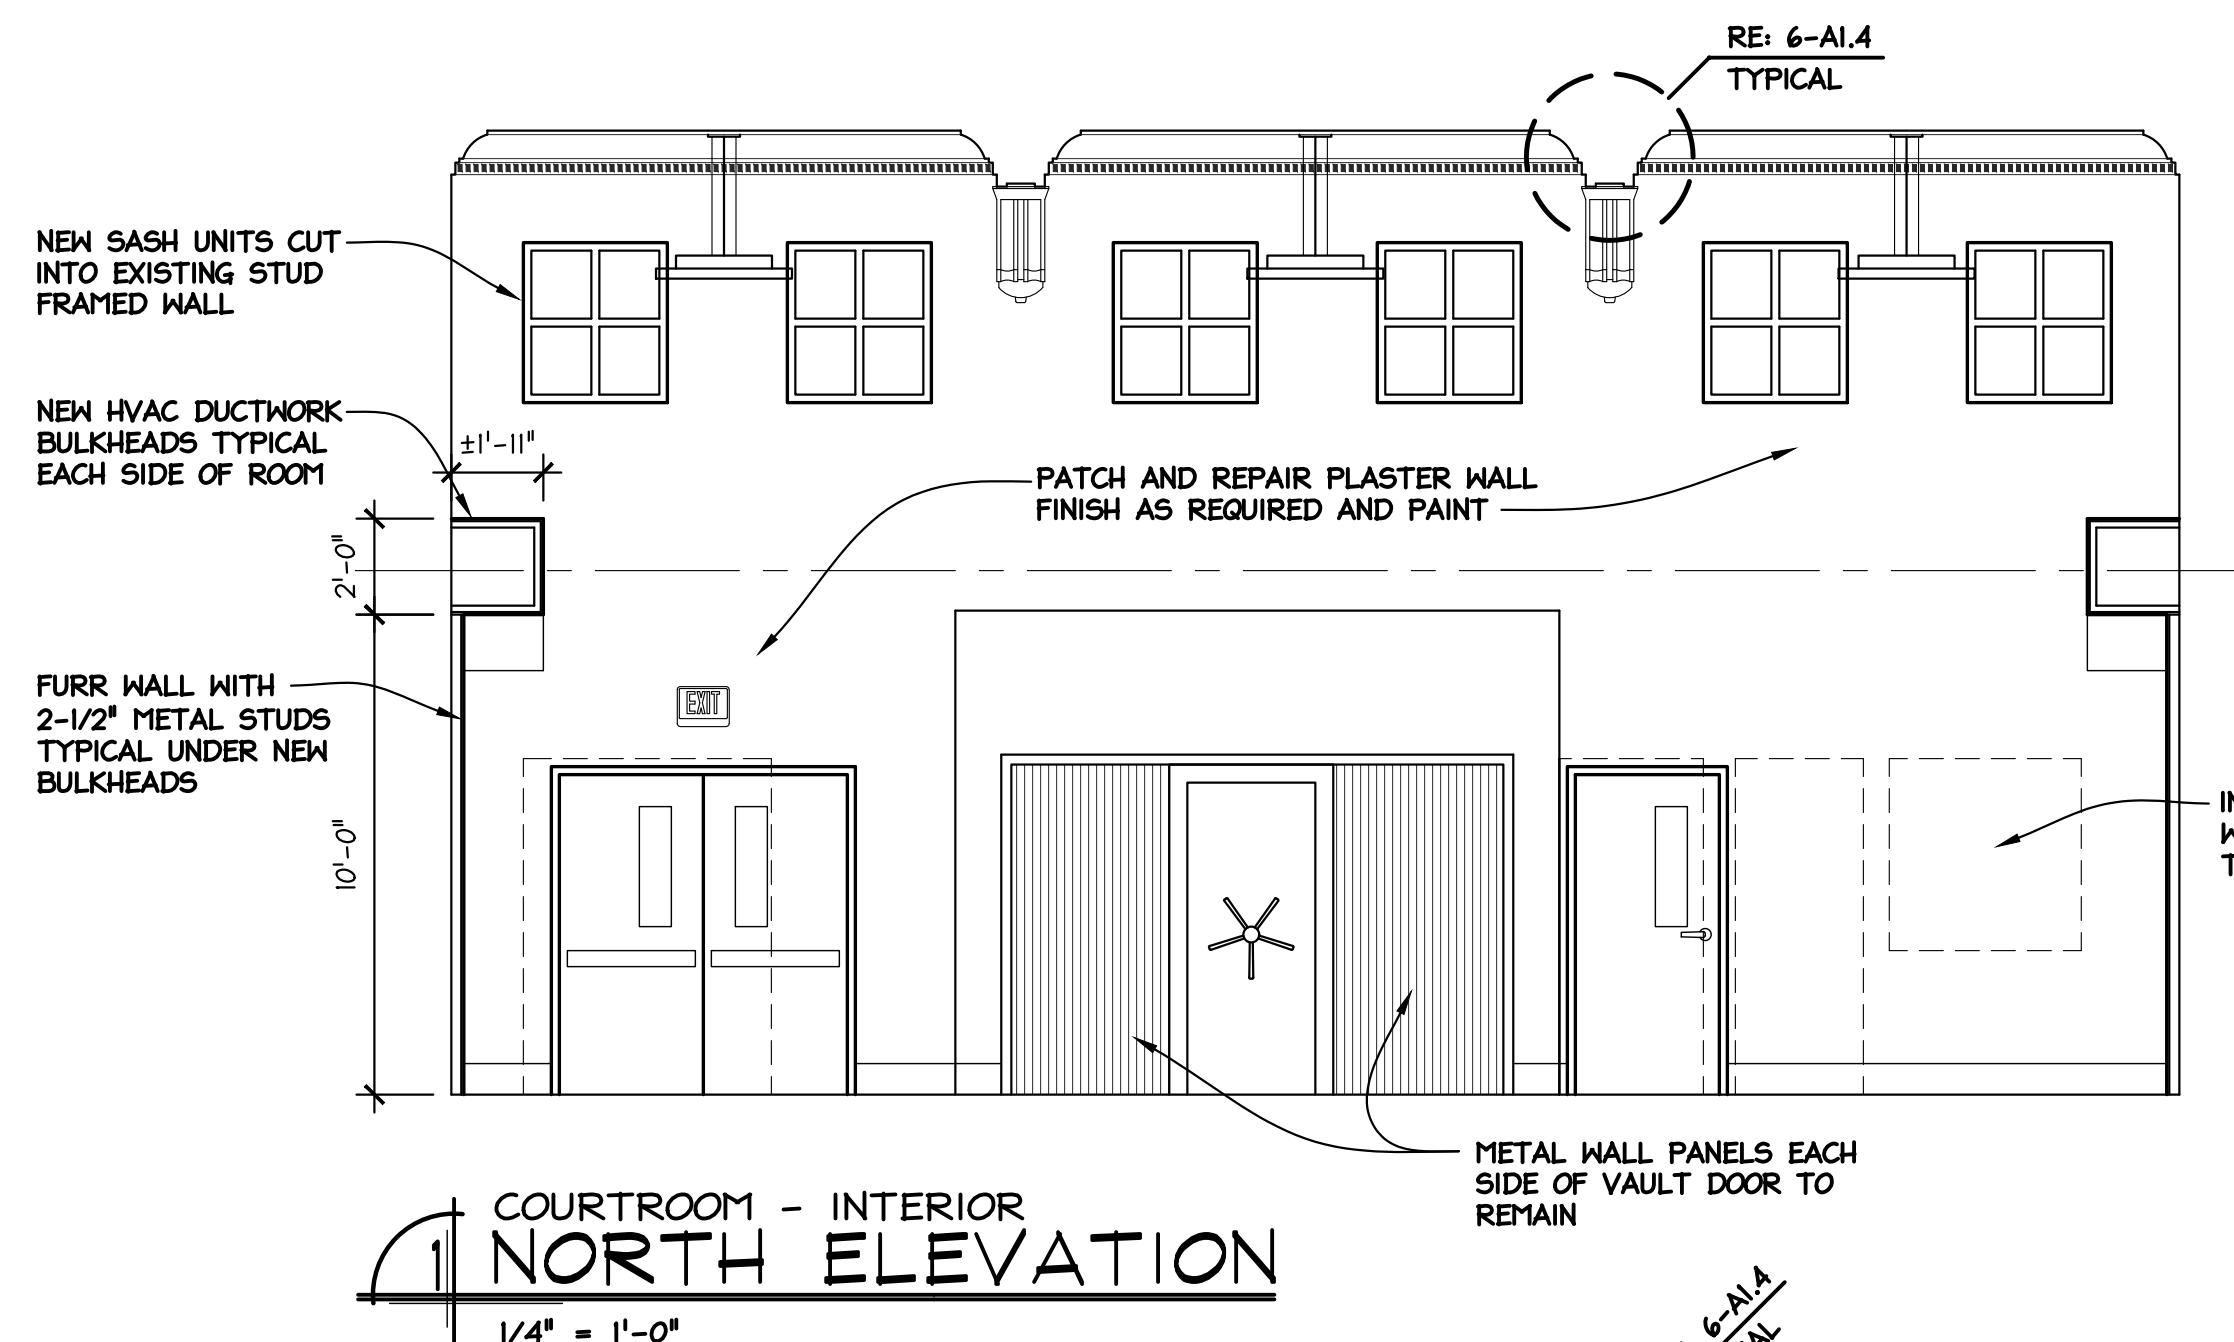 RE: 6-A1.4
TYPICAL
NEW SASH UNITS CUT
INTO EXISTING STUD
FRAMED WALL
NEW HVAC DUCTWORK
BULKHEADS TYPICAL
EACH SIDE OF ROOM
±1'-11"
PATCH AND REPAIR PLASTER WALL
FINISH AS REQUIRED AND PAINT
2'-0"
FURR WALL WITH
2-1/2" METAL STUDS
TYPICAL UNDER NEW
BULKHEADS
EXIT
10'-0"
METAL WALL PANELS EACH
SIDE OF VAULT DOOR TO
REMAIN
COURTROOM - INTERIOR
1 NORTH ELEVATION
1/4" = 1'-0"
6-A1.4